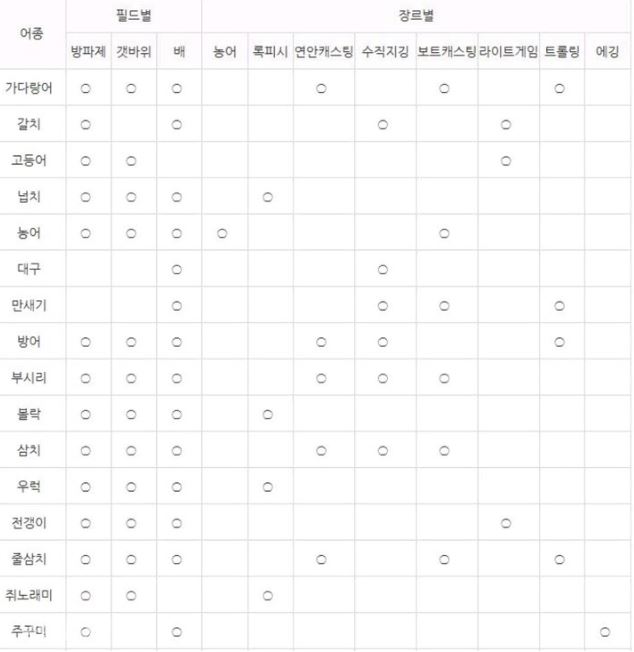 어종 필드별 장르별
방파제 갯바위 배 농어 록피시 연안캐스팅 수직지깅 보트캐스팅 라이트게임 트롤링 에깅
가다랑어 ○ ○ ○ ○ ○ ○
갈치 ○ ○ ○ ○
고등어 ○ ○ ○
넙치 ○ ○ ○ ○
농어 ○ ○ ○ ○ ○
대구 ○ ○
만새기 ○ ○ ○ ○
방어 ○ ○ ○ ○ ○ ○
부시리 ○ ○ ○ ○ ○ ○
볼락 ○ ○ ○ ○
삼치 ○ ○ ○ ○ ○ ○
우럭 ○ ○ ○ ○
전갱이 ○ ○ ○ ○
줄삼치 ○ ○ ○ ○ ○ ○
쥐노래미 ○ ○ ○
주꾸미 ○ ○ ○